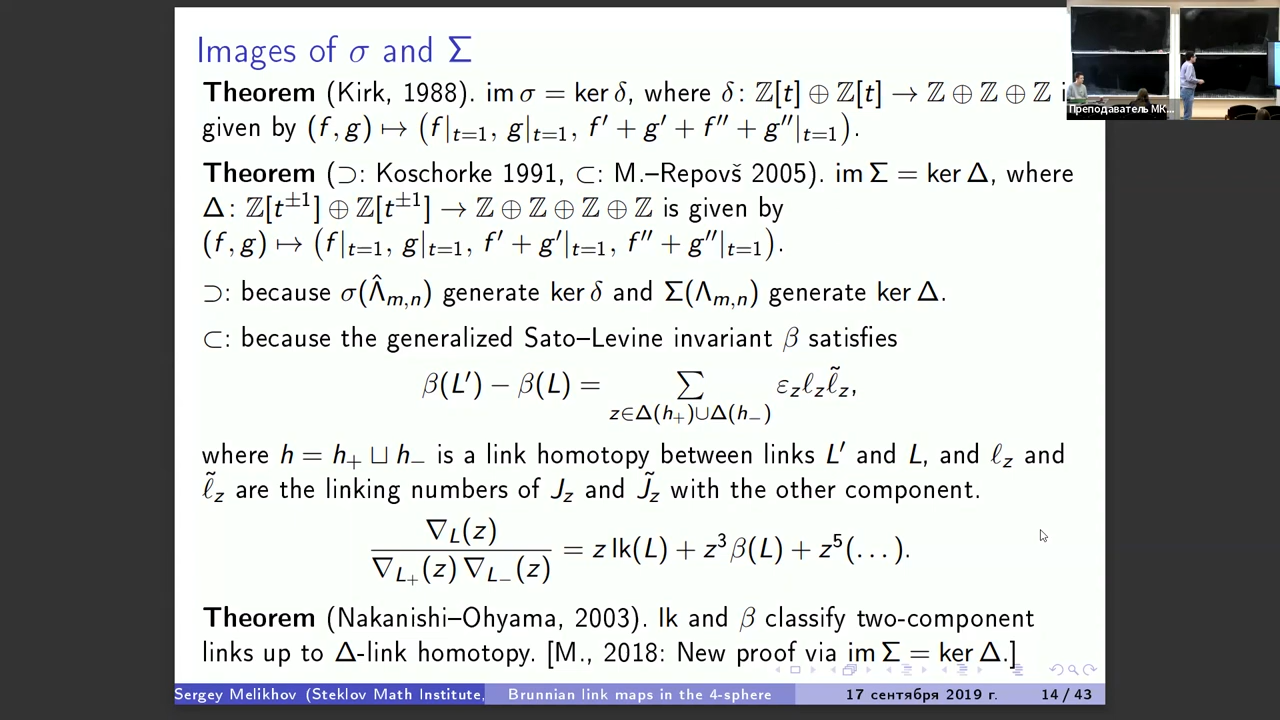 Images of σ and Σ
Theorem (Kirk, 1988). im σ = ker δ, where δ: ℤ[t] ⊕ ℤ[t] → ℤ ⊕ ℤ ⊕ ℤ i
given by (f, g) ↦ (f|_{t=1}, g|_{t=1}, f′ + g′ + f″ + g″|_{t=1}).
Theorem (⊃: Koschorke 1991, ⊂: M.–Repovš 2005). im Σ = ker Δ, where
Δ: ℤ[t^{±1}] ⊕ ℤ[t^{±1}] → ℤ ⊕ ℤ ⊕ ℤ ⊕ ℤ is given by
(f, g) ↦ (f|_{t=1}, g|_{t=1}, f′ + g′|_{t=1}, f″ + g″|_{t=1}).
⊃: because σ(Λ̂_{m,n}) generate ker δ and Σ(Λ_{m,n}) generate ker Δ.
⊂: because the generalized Sato–Levine invariant β satisfies
β(L′) − β(L) = ∑_{z∈Δ(h_+)∪Δ(h_−)} ε_z ℓ_z ℓ̃_z,
where h = h_+ ⊔ h_− is a link homotopy between links L′ and L, and ℓ_z and
ℓ̃_z are the linking numbers of J_z and J̃_z with the other component.
∇_L(z) / ∇_{L_+}(z) ∇_{L_−}(z) = z lk(L) + z³β(L) + z⁵(…).
Theorem (Nakanishi–Ohyama, 2003). lk and β classify two-component
links up to Δ-link homotopy. [M., 2018: New proof via im Σ = ker Δ.]
Sergey Melikhov (Steklov Math Institute, Brunnian link maps in the 4-sphere 17 сентября 2019 г. 14 / 43
Преподаватель МК...